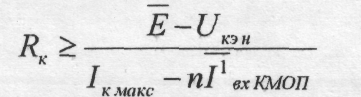 R_к ≥ (E̅ − U_кэ н) / (I_к макс − nI̅¹_вх КМОП)